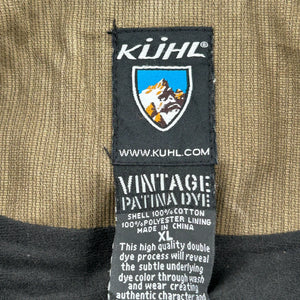 KÜHL®
WWW.KUHL.COM
VINTAGE
PATINA DYE
SHELL 100% COTTON
100% POLYESTER LINING
MADE IN CHINA
XL
This high quality double
dye process will reveal
the subtle underlying
dye color through wash
and wear creating
authentic character and